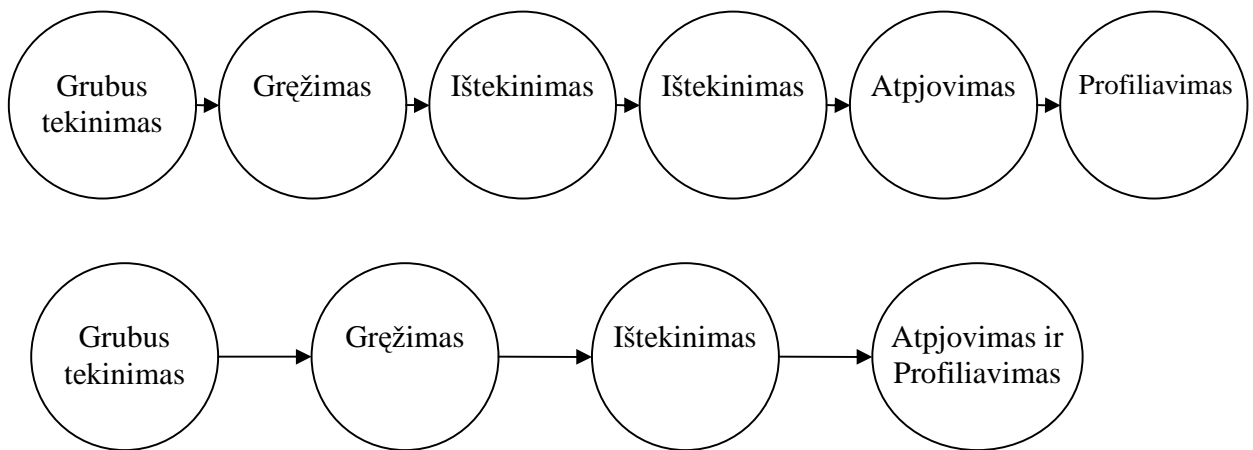 Grubus
tekinimas
Gręžimas
Ištekinimas
Ištekinimas
Atpjovimas
Profiliavimas
Grubus
tekinimas
Gręžimas
Ištekinimas
Atpjovimas ir
Profiliavimas